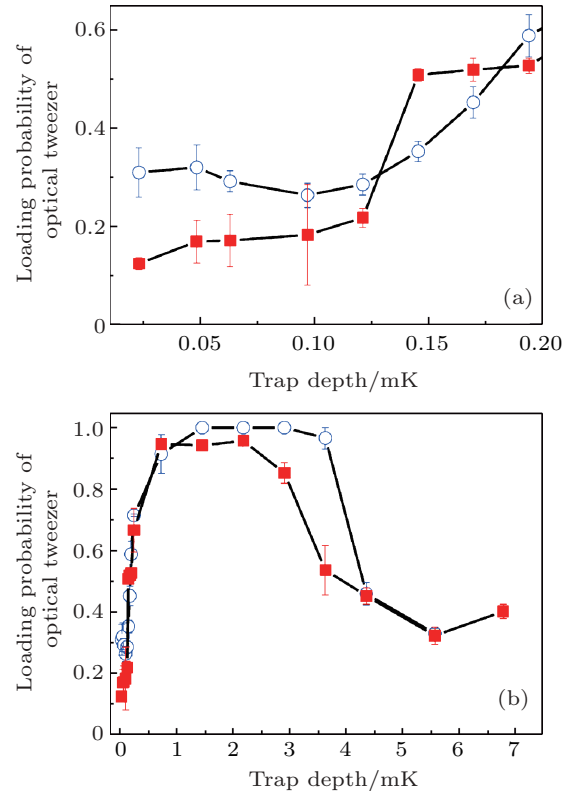 0.6
0.4
0.2
0
Loading probability of
optical tweezer
(a)
0.05 0.10 0.15 0.20
Trap depth/mK
1.0
0.8
0.6
0.4
0.2
0
Loading probability of
optical tweezer
(b)
0 1 2 3 4 5 6 7
Trap depth/mK